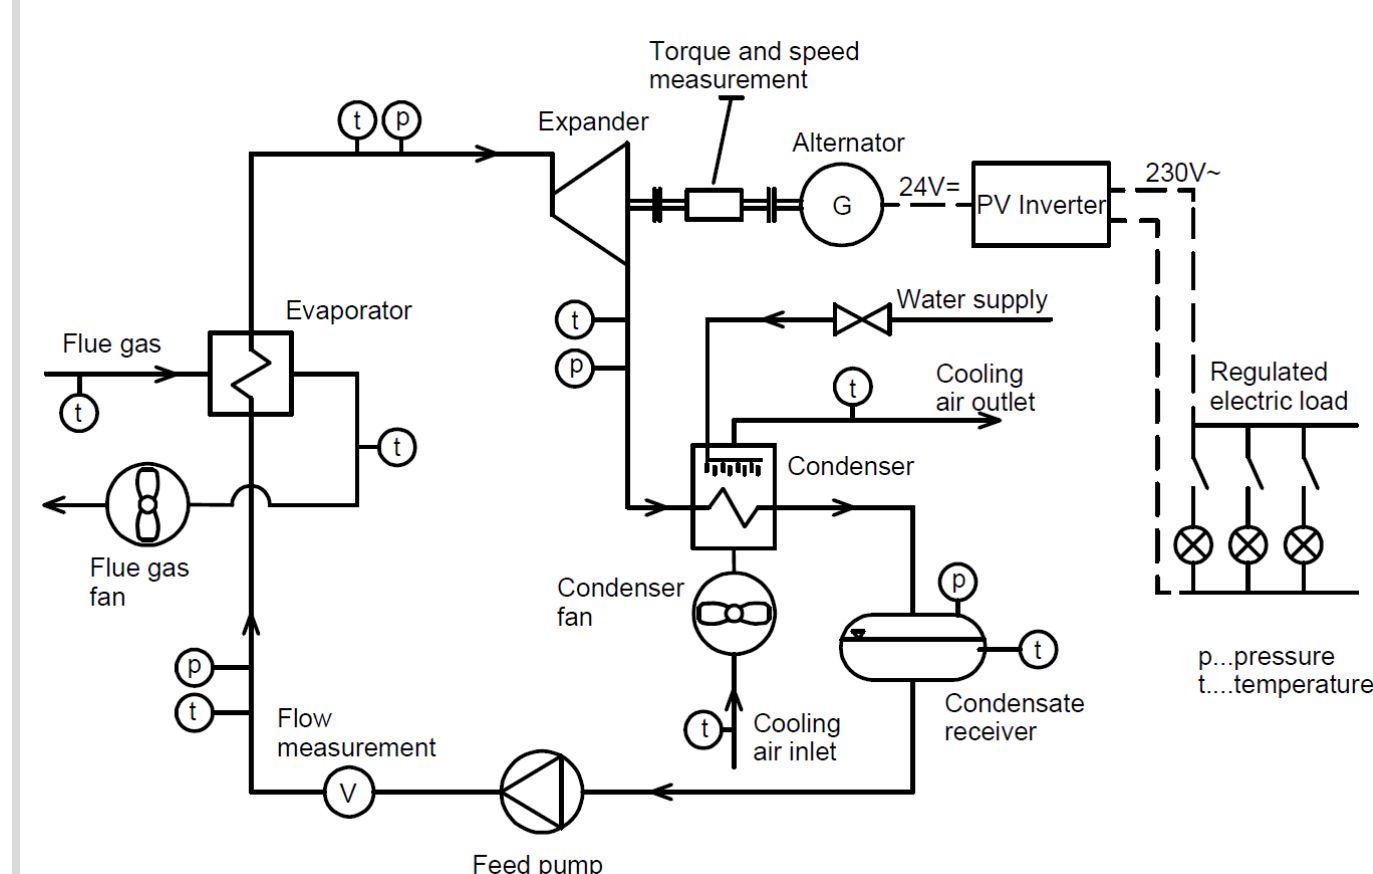 Torque and speed
measurement
t
p
Expander
Alternator
G
24V=
PV Inverter
230V~
Evaporator
Flue gas
t
t
Flue gas
fan
t
p
Water supply
Cooling
air outlet
t
Condenser
Condenser
fan
Regulated
electric load
p
t
Condensate
receiver
p...pressure
t....temperature
p
t
Flow
measurement
V
t
Cooling
air inlet
Feed pump